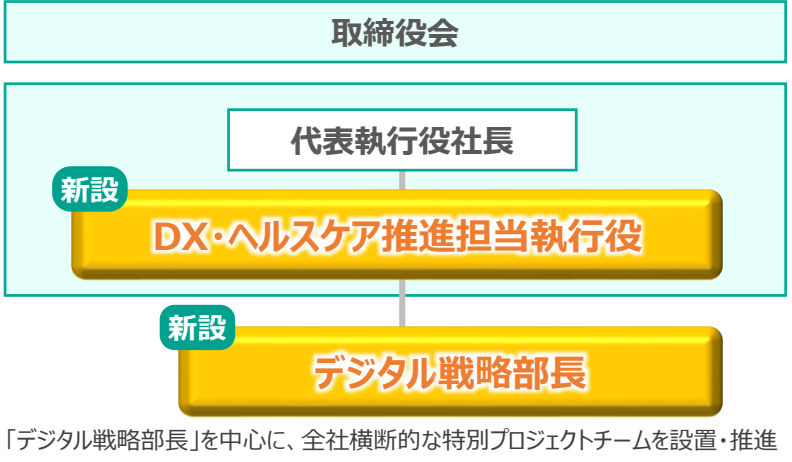 取締役会
代表執行役社長
新設
DX・ヘルスケア推進担当執行役
新設
デジタル戦略部長
「デジタル戦略部長」を中心に、全社横断的な特別プロジェクトチームを設置・推進